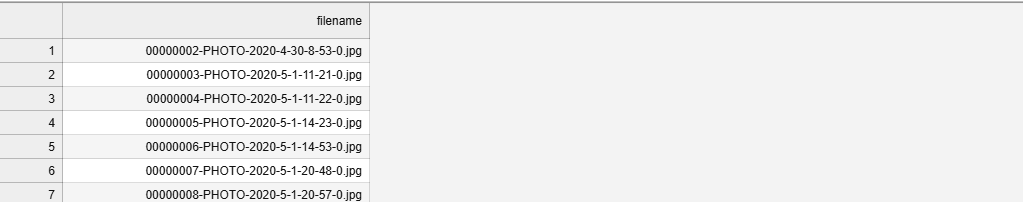 filename
1 00000002-PHOTO-2020-4-30-8-53-0.jpg
2 00000003-PHOTO-2020-5-1-11-21-0.jpg
3 00000004-PHOTO-2020-5-1-11-22-0.jpg
4 00000005-PHOTO-2020-5-1-14-23-0.jpg
5 00000006-PHOTO-2020-5-1-14-53-0.jpg
6 00000007-PHOTO-2020-5-1-20-48-0.jpg
7 00000008-PHOTO-2020-5-1-20-57-0.jpg